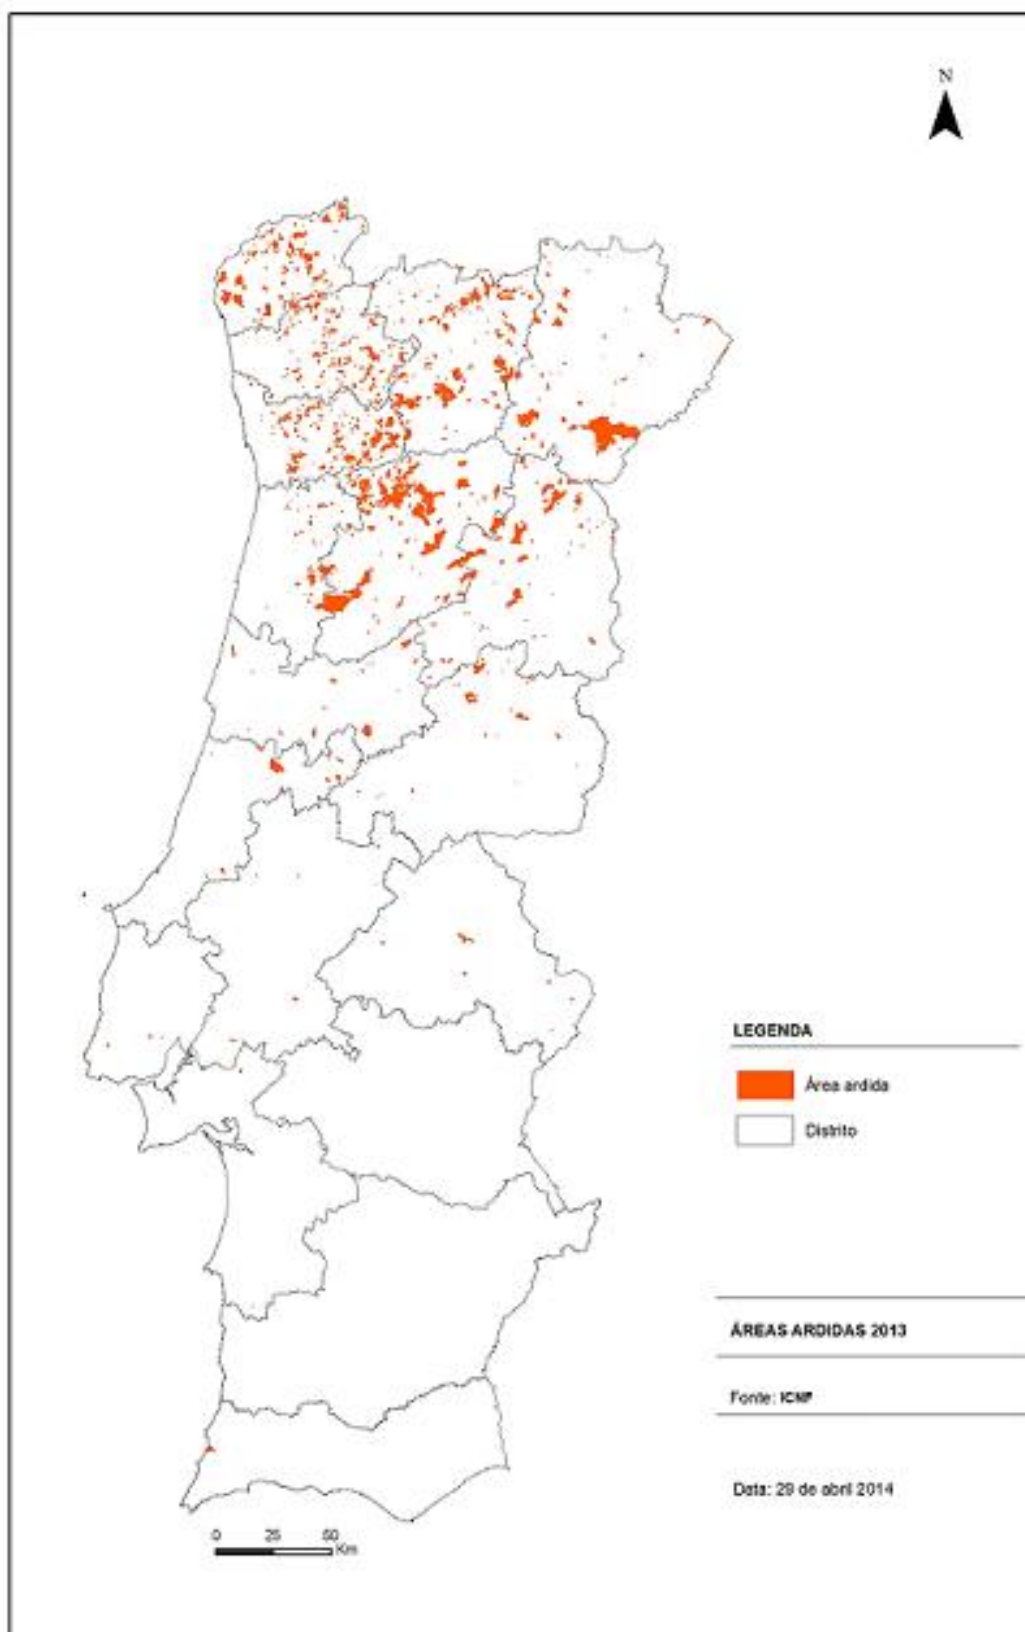 N
LEGENDA
Área ardida
Distrito
ÁREAS ARDIDAS 2013
Fonte: ICNF
Data: 29 de abril 2014
0 25 50
Km